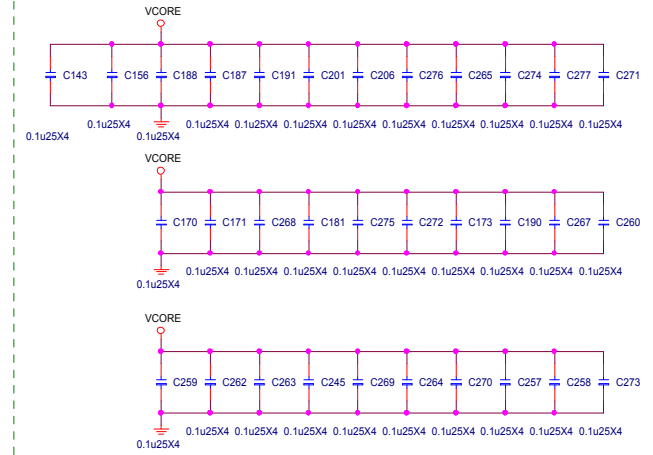 VCORE
C143 C156 C188 C187 C191 C201 C206 C276 C265 C274 C277 C271
0.1u25X4 0.1u25X4 0.1u25X4 0.1u25X4 0.1u25X4 0.1u25X4 0.1u25X4 0.1u25X4 0.1u25X4 0.1u25X4
0.1u25X4 0.1u25X4
VCORE
C170 C171 C268 C181 C275 C272 C173 C190 C267 C260
0.1u25X4 0.1u25X4 0.1u25X4 0.1u25X4 0.1u25X4 0.1u25X4 0.1u25X4 0.1u25X4 0.1u25X4
0.1u25X4
VCORE
C259 C262 C263 C245 C269 C264 C270 C257 C258 C273
0.1u25X4 0.1u25X4 0.1u25X4 0.1u25X4 0.1u25X4 0.1u25X4 0.1u25X4 0.1u25X4 0.1u25X4
0.1u25X4